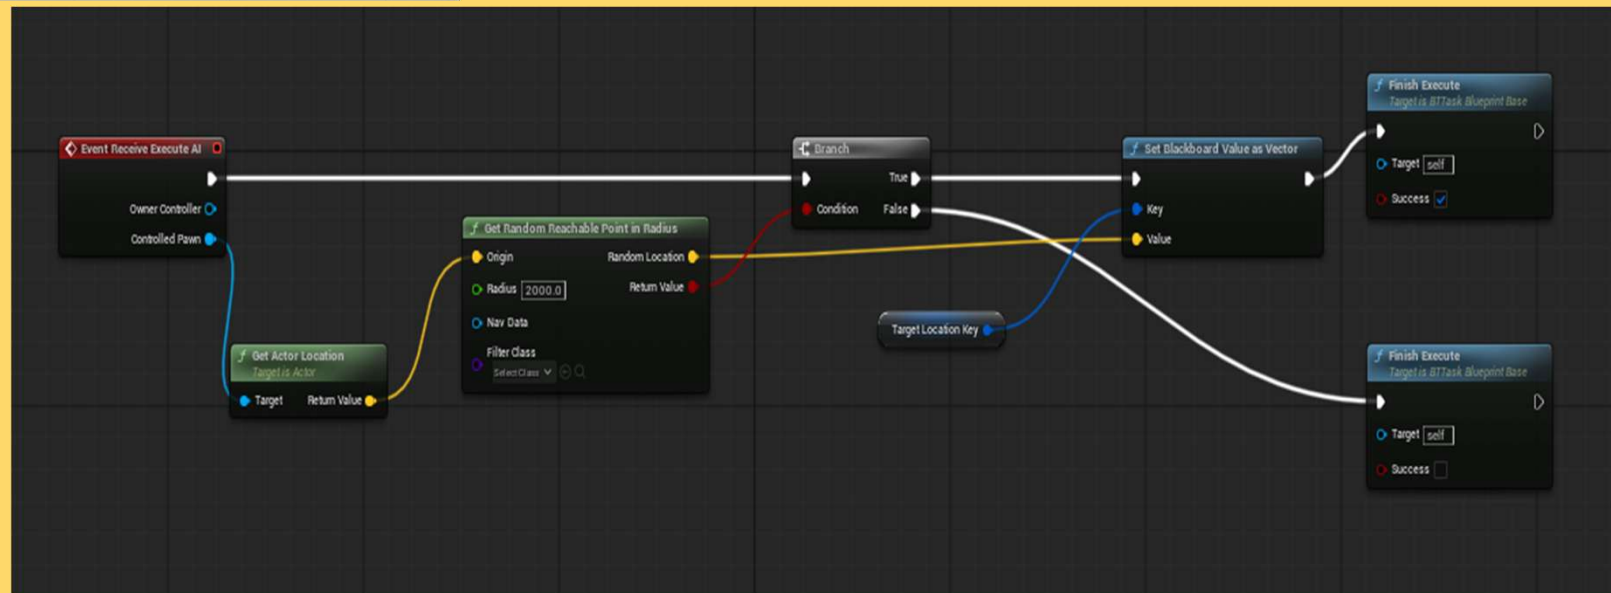 Event Receive Execute AI
Owner Controller
Controlled Pawn
Get Actor Location
Target is Actor
Target Return Value
Get Random Reachable Point in Radius
Origin Random Location
Radius 2000.0 Return Value
Nav Data
Filter Class
Select Class
Branch
True
Condition False
Target Location Key
Set Blackboard Value as Vector
Key
Value
Finish Execute
Target is BTTask Blueprint Base
Target self
Success
Finish Execute
Target is BTTask Blueprint Base
Target self
Success